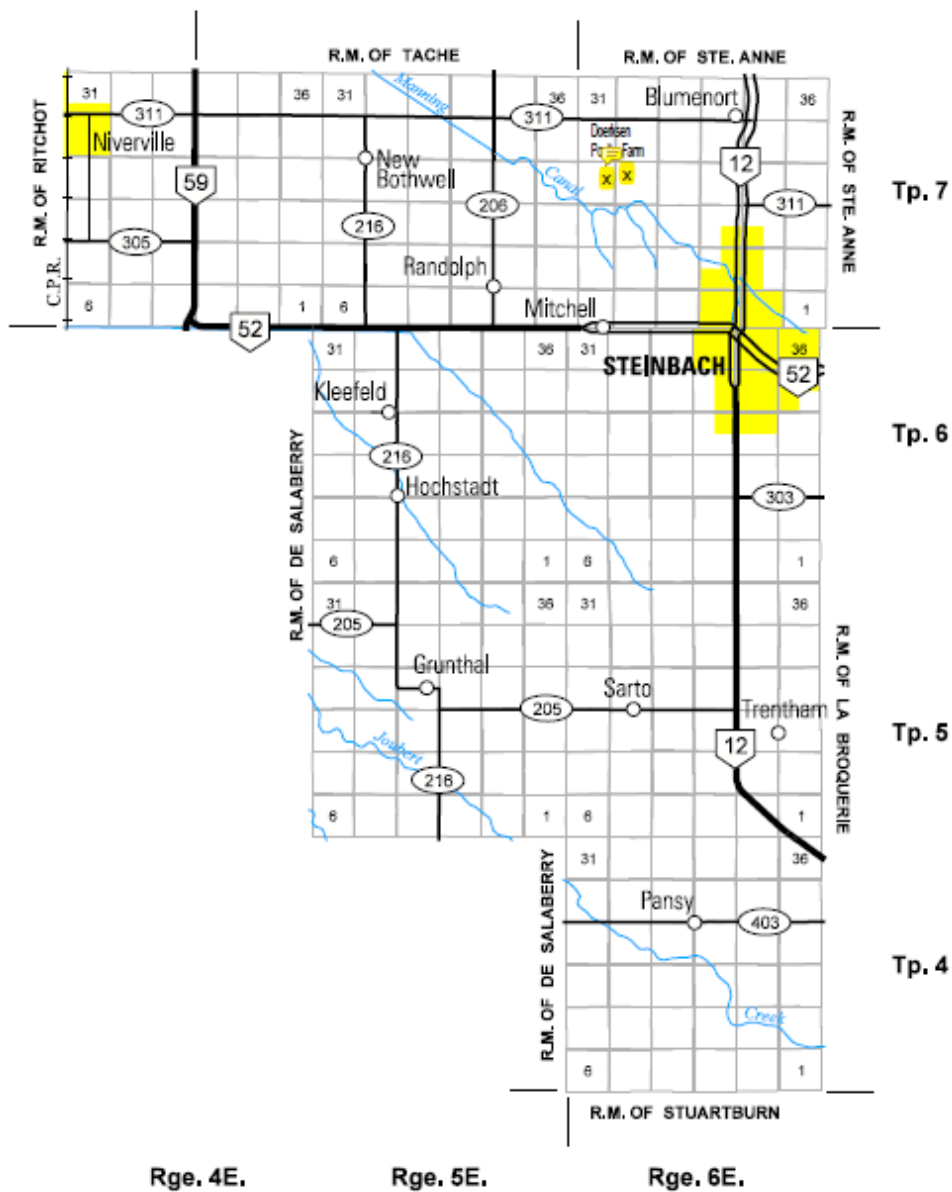 R.M. OF TACHE
R.M. OF STE. ANNE
31
36
31
36
31
36
Manning
Blumenort
311
311
Niverville
Doerksen
Farm
x
x
New
Bothwell
Canal
59
12
R.M. OF RITCHOT
R.M. OF STE. ANNE
Tp. 7
216
206
311
305
Randolph
C.P.R.
6
1
6
Mitchell
1
52
31
36
31
36
STEINBACH
52
C
Kleefeld
Tp. 6
216
Hochstadt
303
R.M. OF DE SALABERRY
6
1
6
1
31
36
31
36
205
Grunthal
Sarto
205
Trentham
R.M. OF LA BROQUERIE
Tp. 5
Joubert
12
216
6
1
6
1
31
36
Pansy
403
R.M. OF DE SALABERRY
Tp. 4
Creek
6
1
R.M. OF STUARTBURN
Rge. 4E.
Rge. 5E.
Rge. 6E.